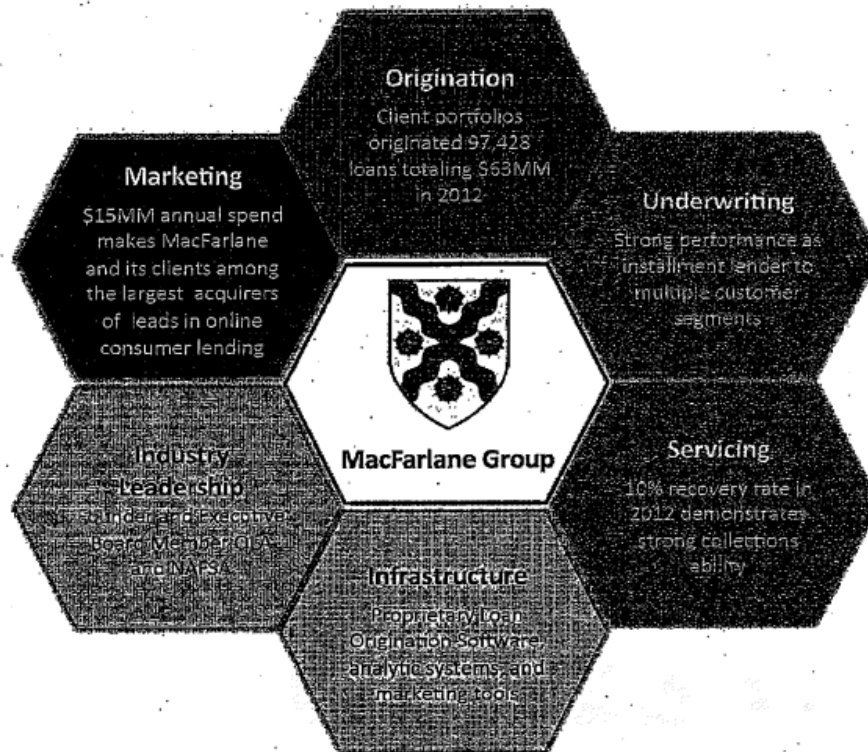 Origination
Client portfolios
originated 97,428
loans totaling $63MM
in 2012
Marketing
$15MM annual spend
makes MacFarlane
and its clients among
the largest acquirers
of leads in online
consumer lending
Underwriting
Strong performance as
installment lender to
multiple customer
segments
MacFarlane Group
Industry
Leadership
Founder and Executive
Board Member OLA
and NAFSA
Servicing
10% recovery rate in
2012 demonstrates
strong collections
ability
Infrastructure
Proprietary Loan
Origination Software,
analytic systems, and
marketing tools